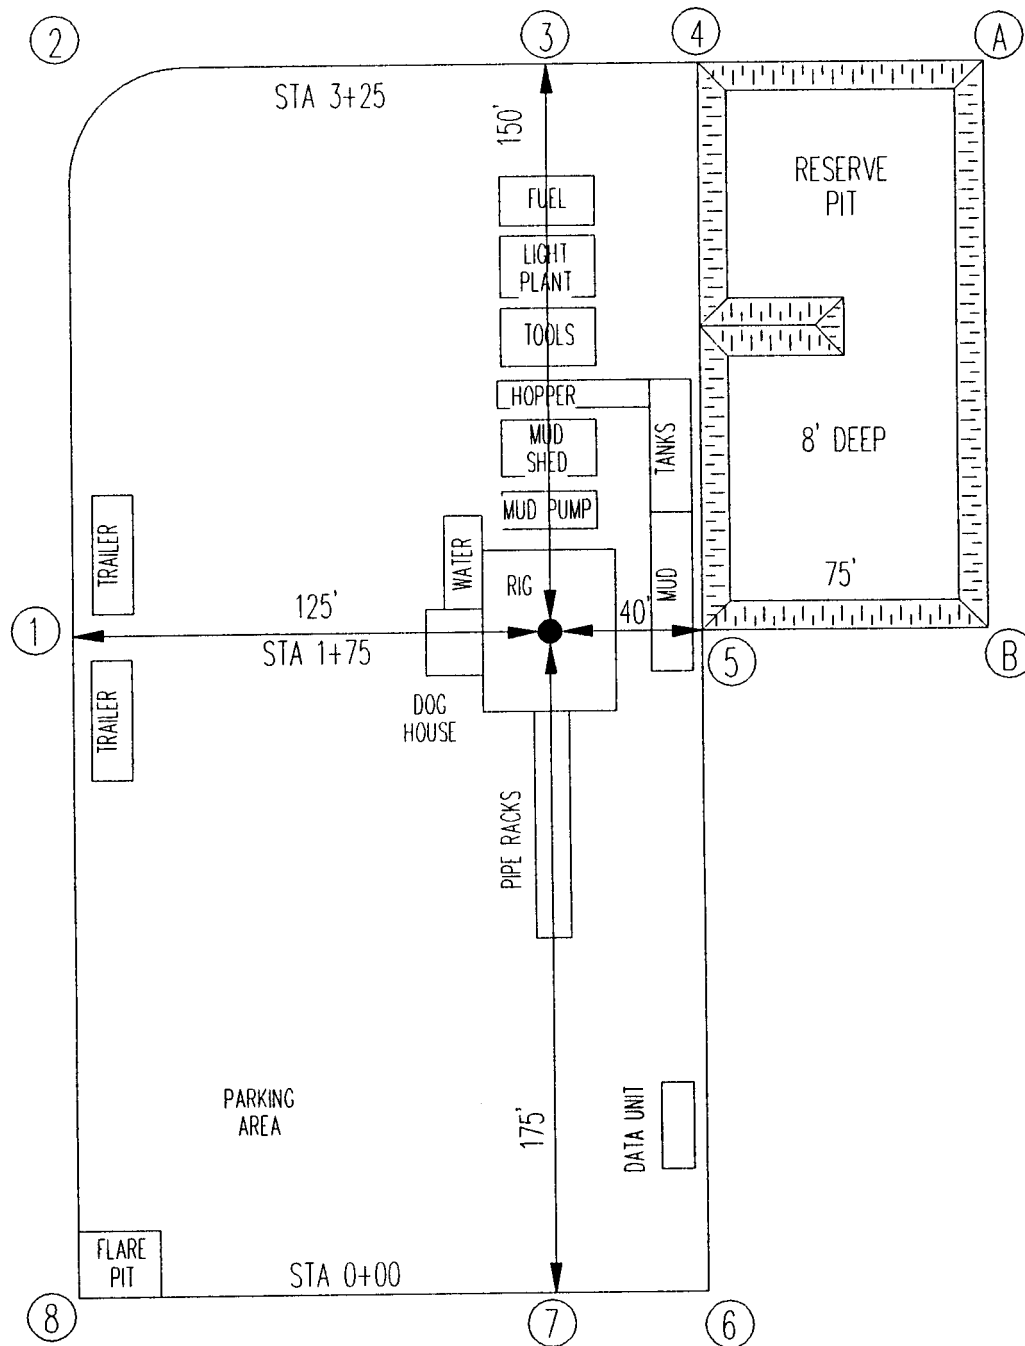 2
3
4
A
STA 3+25
150'
RESERVE
PIT
FUEL
LIGHT
PLANT
TOOLS
HOPPER
MUD
SHED
TANKS
8' DEEP
MUD PUMP
TRAILER
WATER
RIG
MUD
75'
1
125'
STA 1+75
40'
5
B
TRAILER
DOG
HOUSE
PIPE RACKS
PARKING
AREA
175'
DATA UNIT
FLARE
PIT
STA 0+00
8
7
6